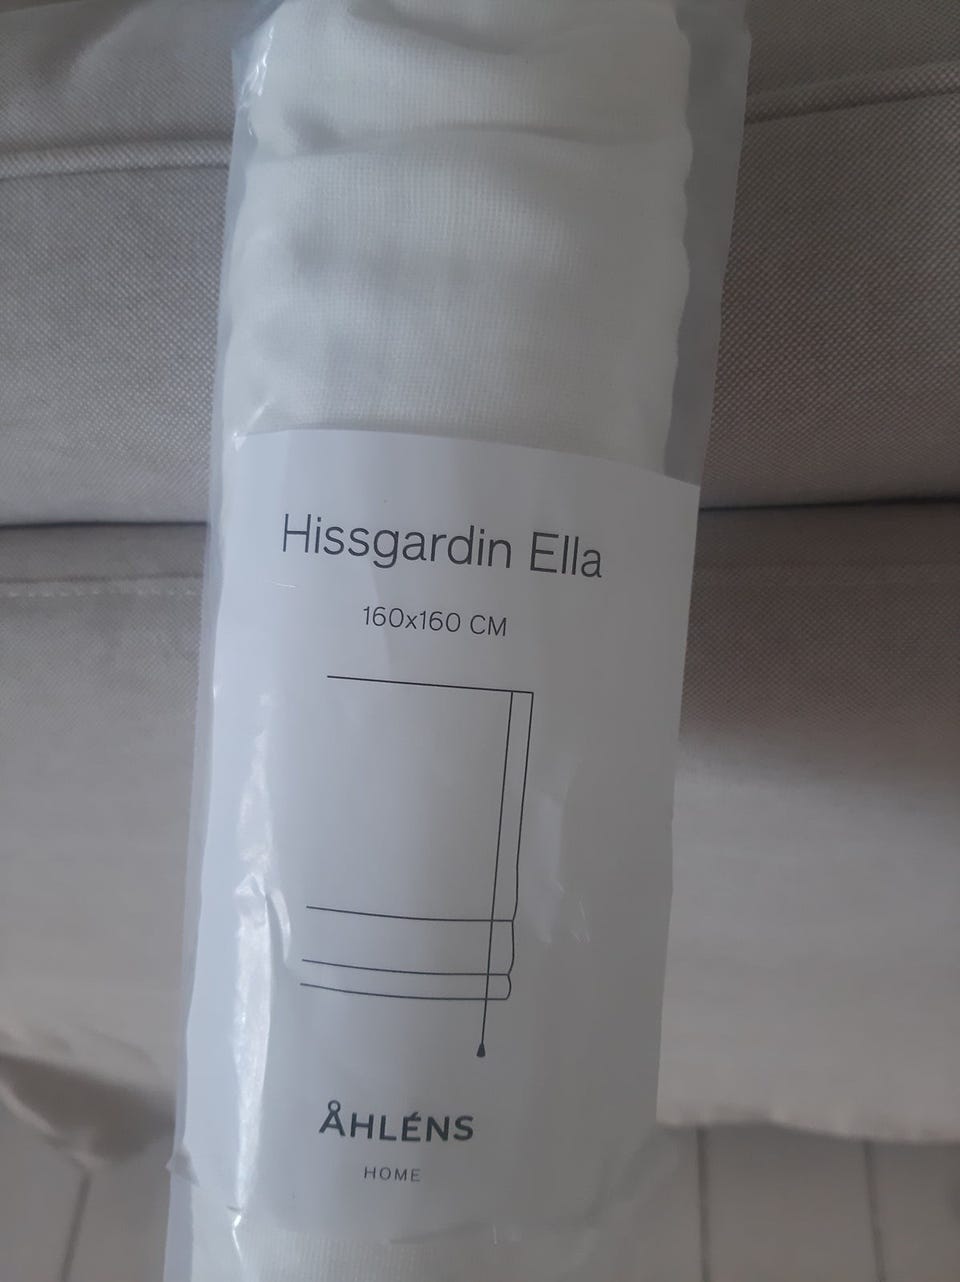 Hissgardin Ella
160x160 CM
ÅHLÉNS
HOME